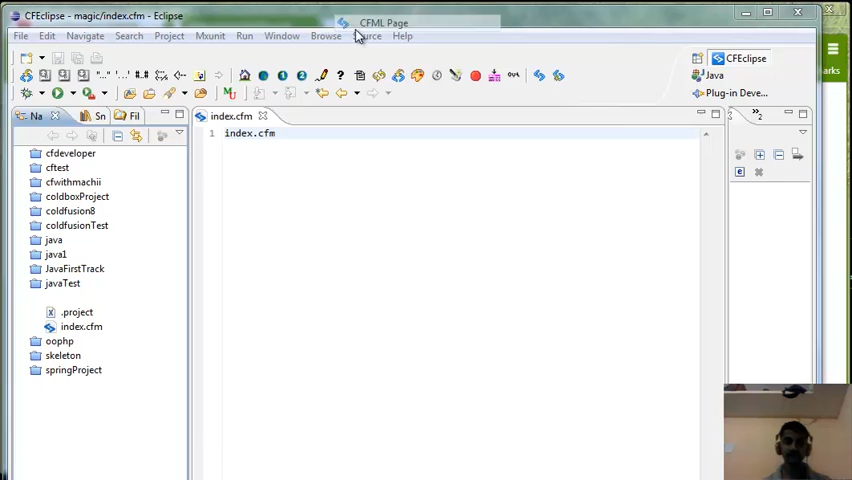 CFEclipse - magic/index.cfm - Eclipse
CFML Page
File Edit Navigate Search Project Mxunit Run Window Browse Source Help
"..." '...' #..#
CFEclipse
Java
Plug-in Deve...
arks
Na Sn Fil
index.cfm
1 index.cfm
cfdeveloper
cftest
cfwithmachii
coldboxProject
coldfusion8
coldfusionTest
java
java1
JavaFirstTrack
javaTest
.project
index.cfm
oophp
skeleton
springProject